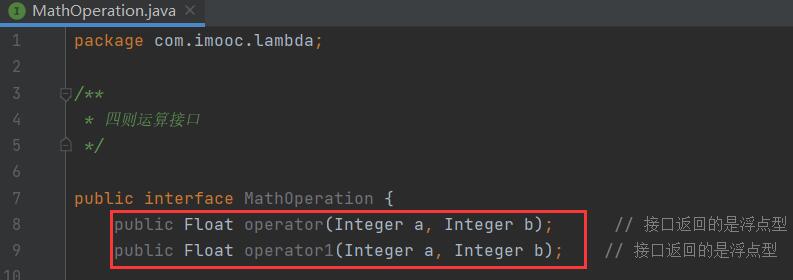 MathOperation.java
1 package com.imooc.lambda;
2
3 /**
4 * 四则运算接口
5 */
6
7 public interface MathOperation {
8 public Float operator(Integer a, Integer b); // 接口返回的是浮点型
9 public Float operator1(Integer a, Integer b); // 接口返回的是浮点型
10